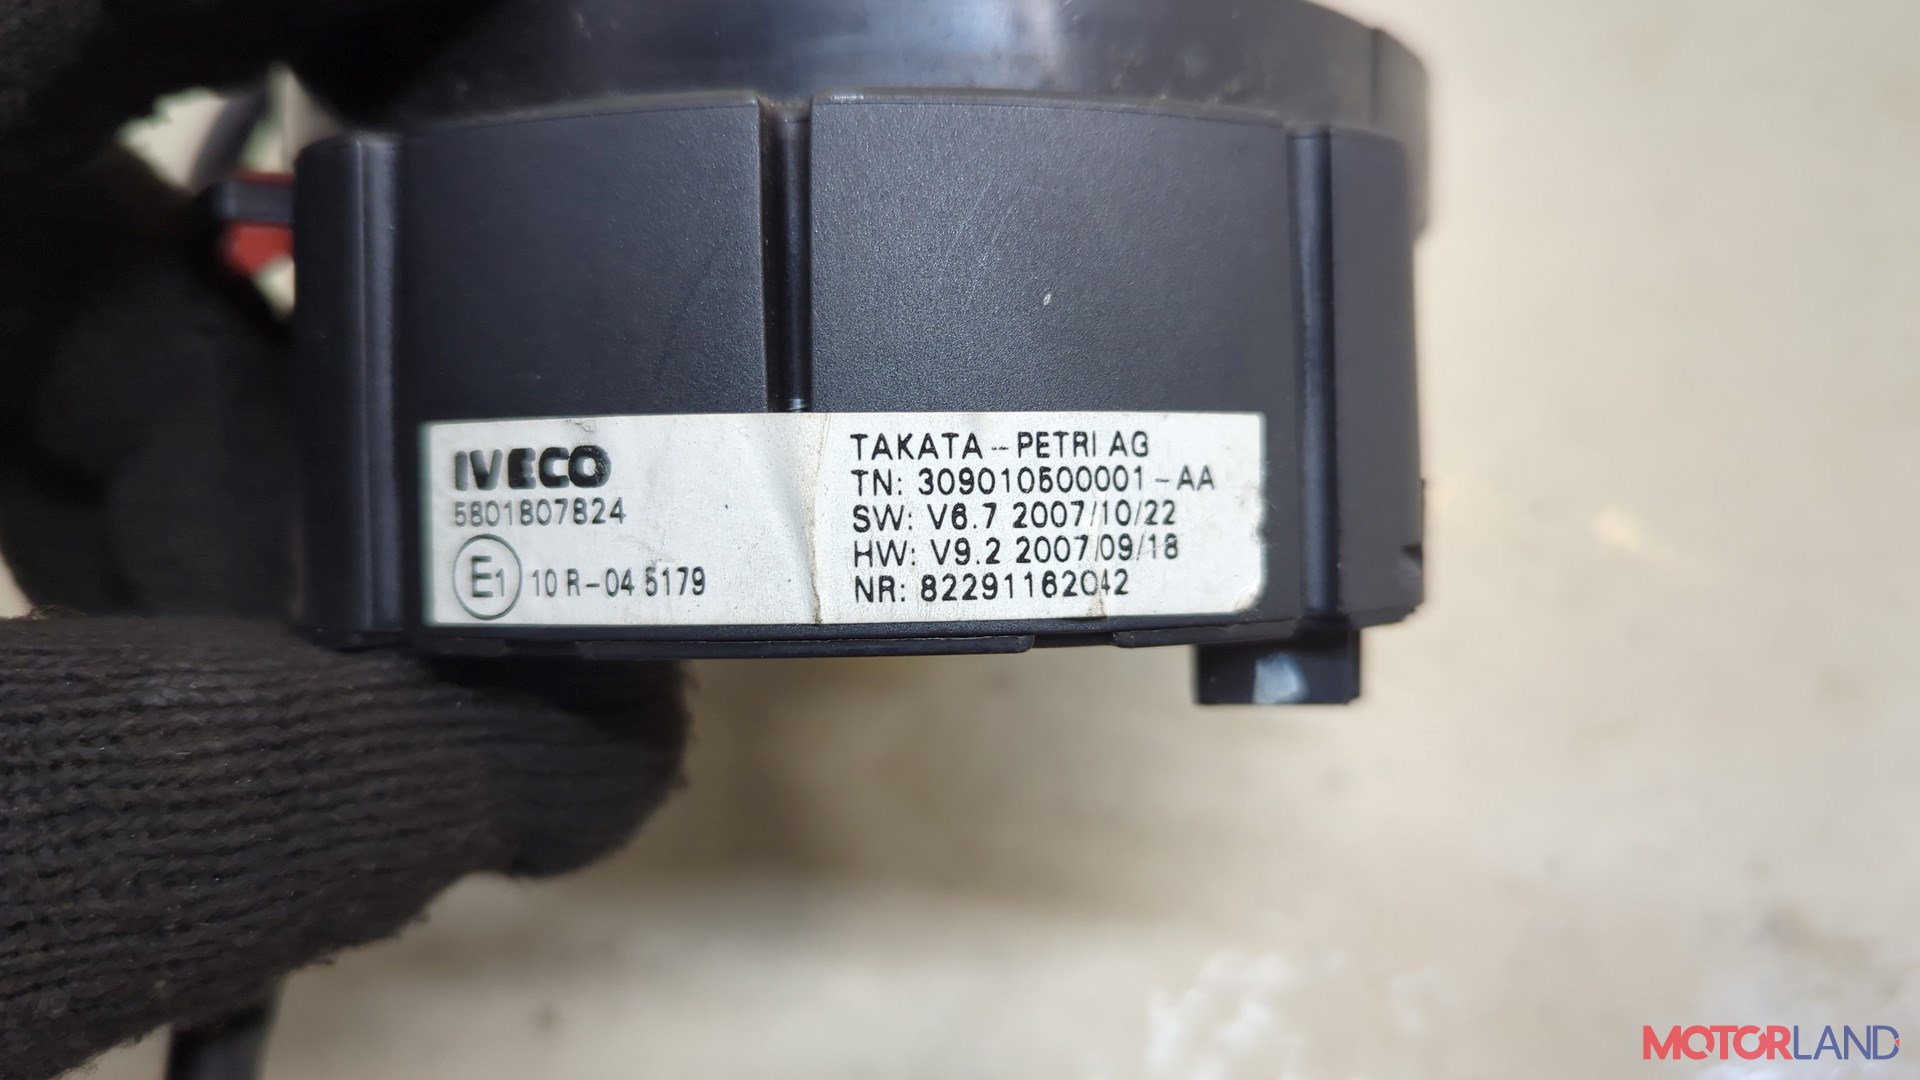 IVECO
5801807824
E1 10 R-04 5179
TAKATA-PETRI AG
TN: 309010500001-AA
SW: V6.7 2007/10/22
HW: V9.2 2007/09/18
NR: 82291162042
MOTORLAND